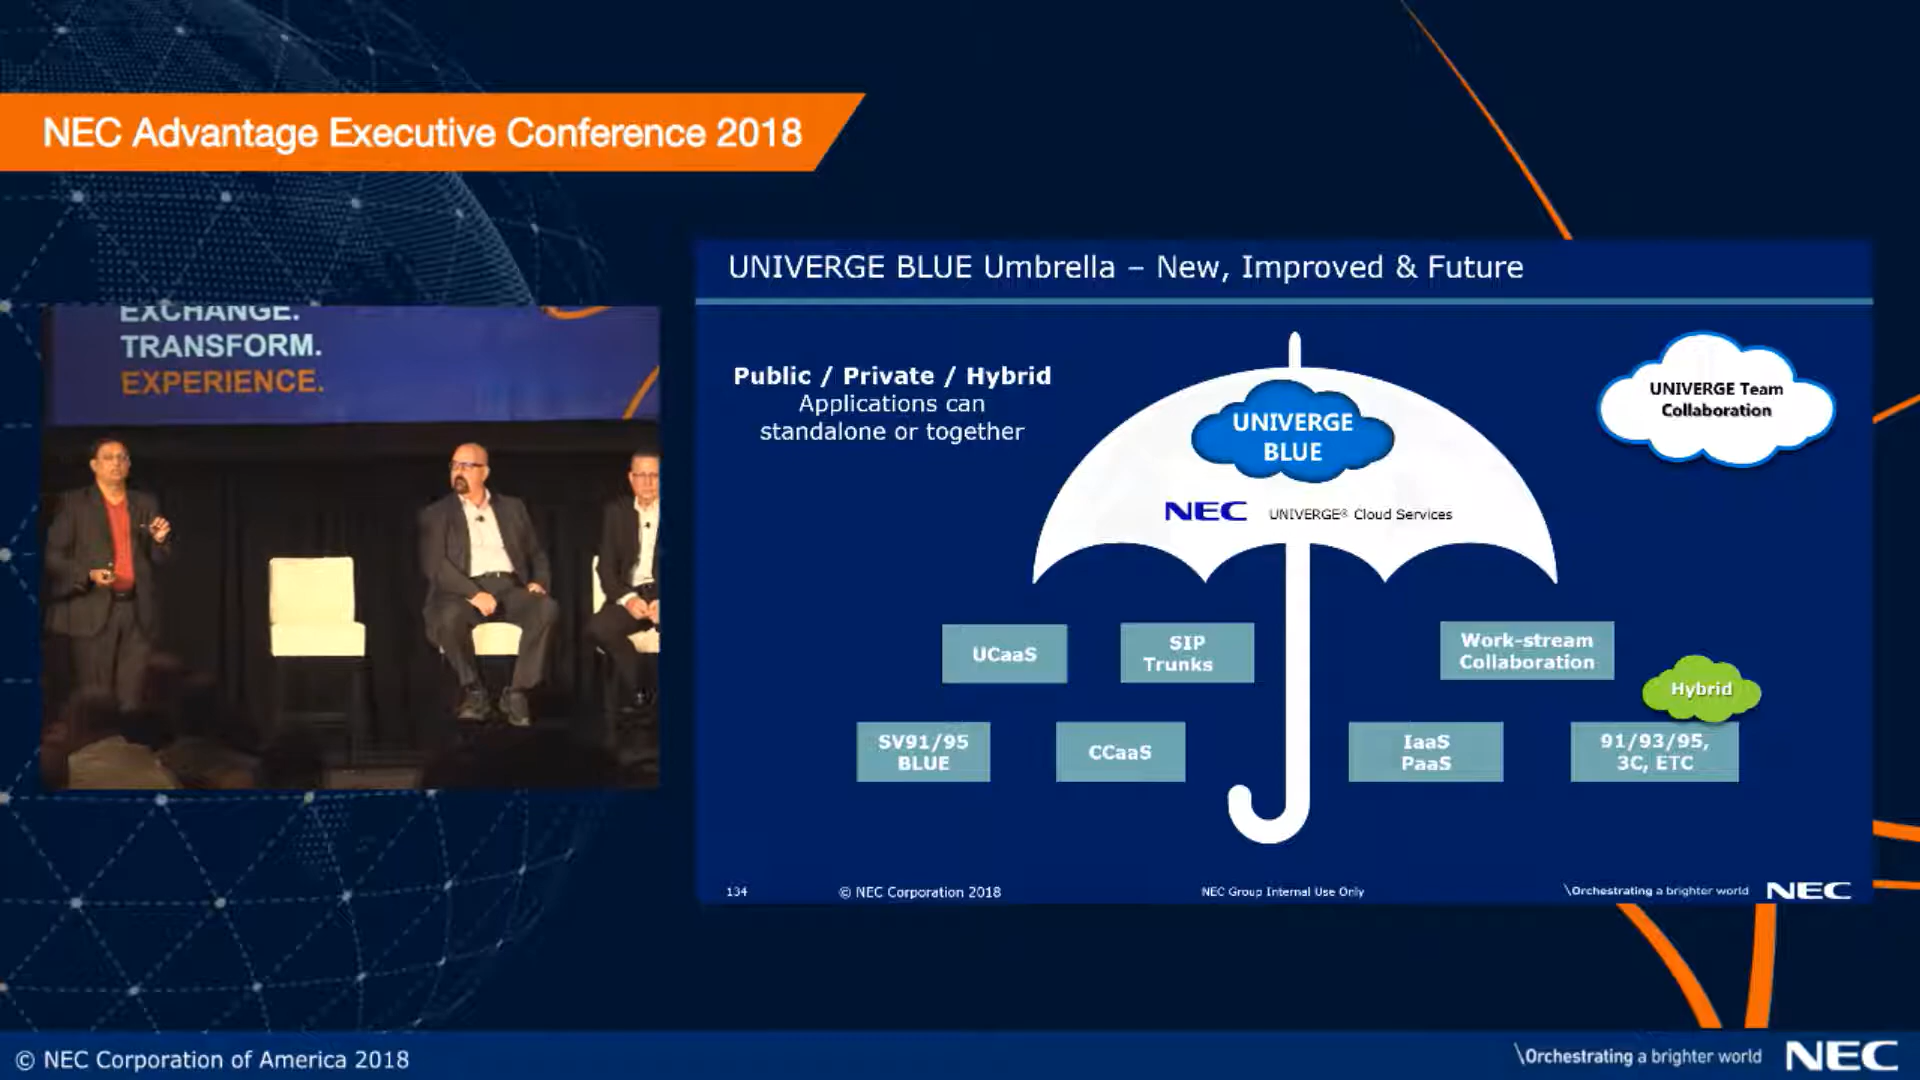 NEC Advantage Executive Conference 2018
EXCHANGE.
TRANSFORM.
EXPERIENCE.
UNIVERGE BLUE Umbrella – New, Improved & Future
Public / Private / Hybrid
Applications can
standalone or together
UNIVERGE
BLUE
NEC UNIVERGE® Cloud Services
UNIVERGE Team
Collaboration
UCaaS
SIP
Trunks
Work-stream
Collaboration
Hybrid
SV91/95
BLUE
CCaaS
IaaS
PaaS
91/93/95,
3C, ETC
134 © NEC Corporation 2018 NEC Group Internal Use Only \Orchestrating a brighter world NEC
© NEC Corporation of America 2018 \Orchestrating a brighter world NEC